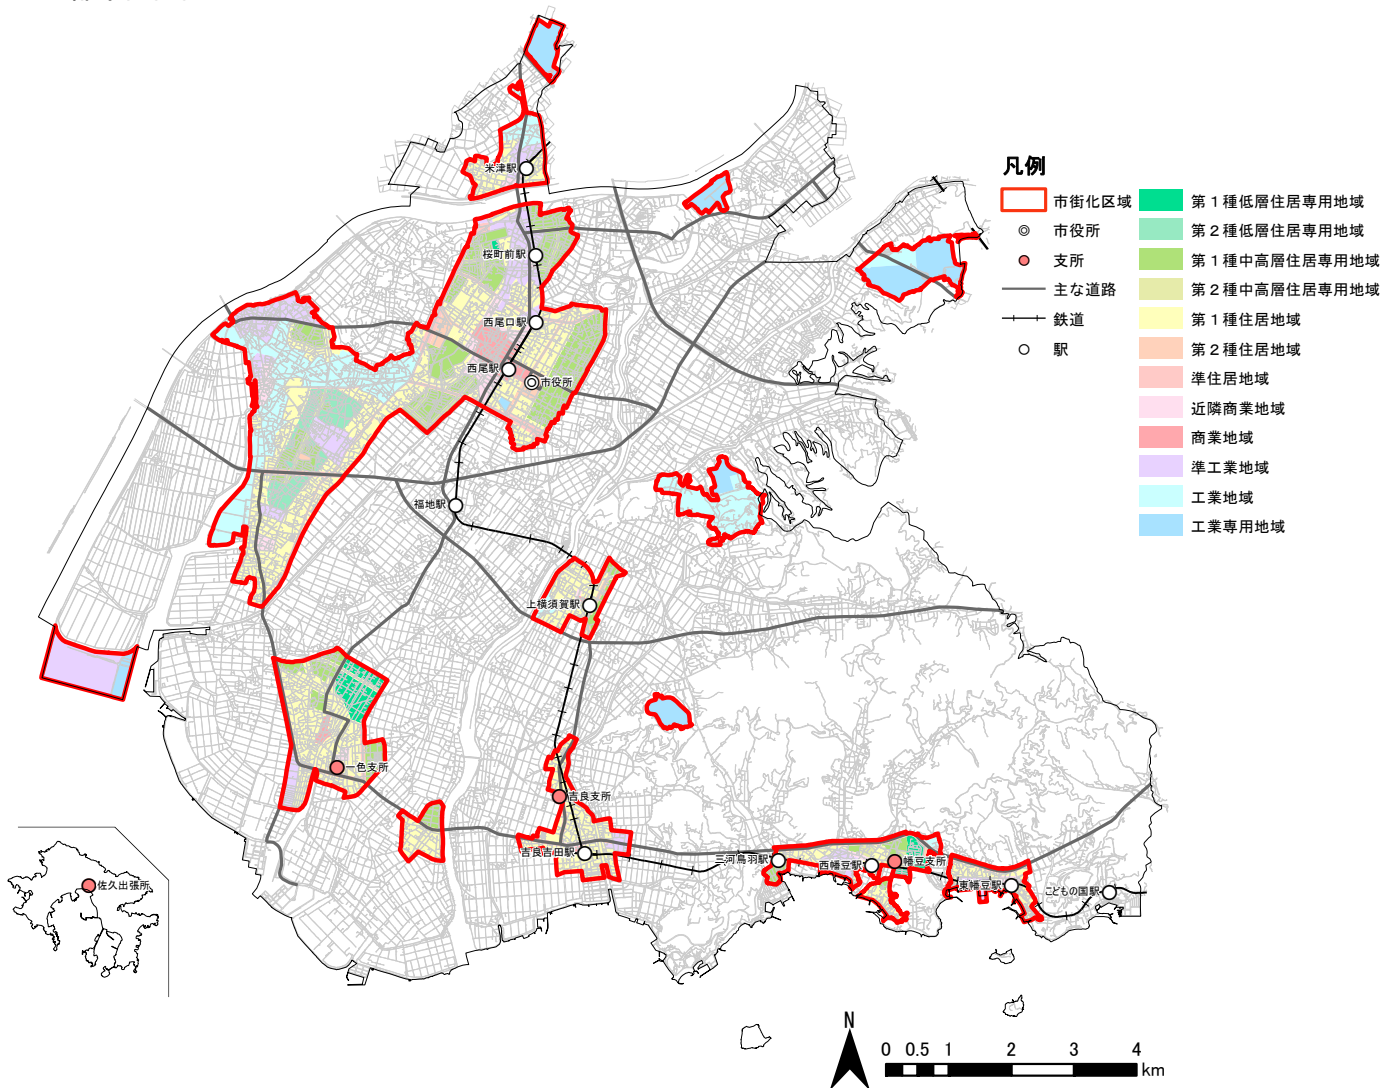 凡例
市街化区域
市役所
支所
主な道路
鉄道
駅
第1種低層住居専用地域
第2種低層住居専用地域
第1種中高層住居専用地域
第2種中高層住居専用地域
第1種住居地域
第2種住居地域
準住居地域
近隣商業地域
商業地域
準工業地域
工業地域
工業専用地域
米津駅
桜町前駅
西尾口駅
西尾駅
市役所
福地駅
上横須賀駅
一色支所
吉良支所
吉良吉田駅
三河鳥羽駅
西幡豆駅
幡豆支所
東幡豆駅
こどもの国駅
佐久出張所
N
0 0.5 1 2 3 4
km